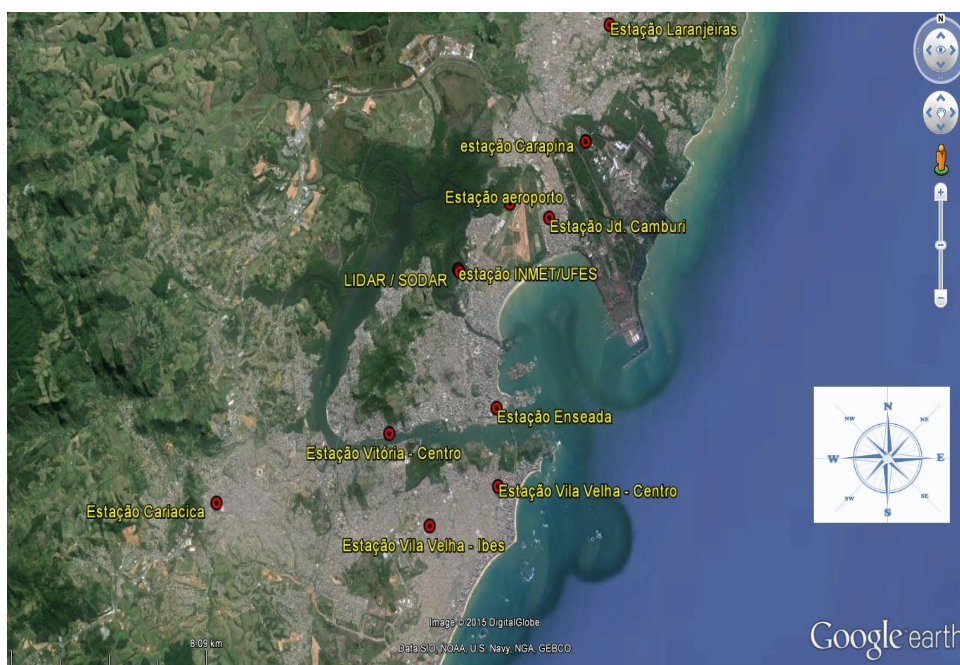 Estação Laranjeiras
N
estação Carapina
Estação aeroporto
Estação Jd. Camburi
LIDAR / SODAR
estação INMET/UFES
N
NW
NE
W
E
SW
SE
S
Estação Enseada
Estação Vitória - Centro
Estação Vila Velha - Centro
Estação Cariacica
Estação Vila Velha - Ibes
Image © 2015 DigitalGlobe
8.09 km
Data SIO, NOAA, U.S. Navy, NGA, GEBCO
Google earth